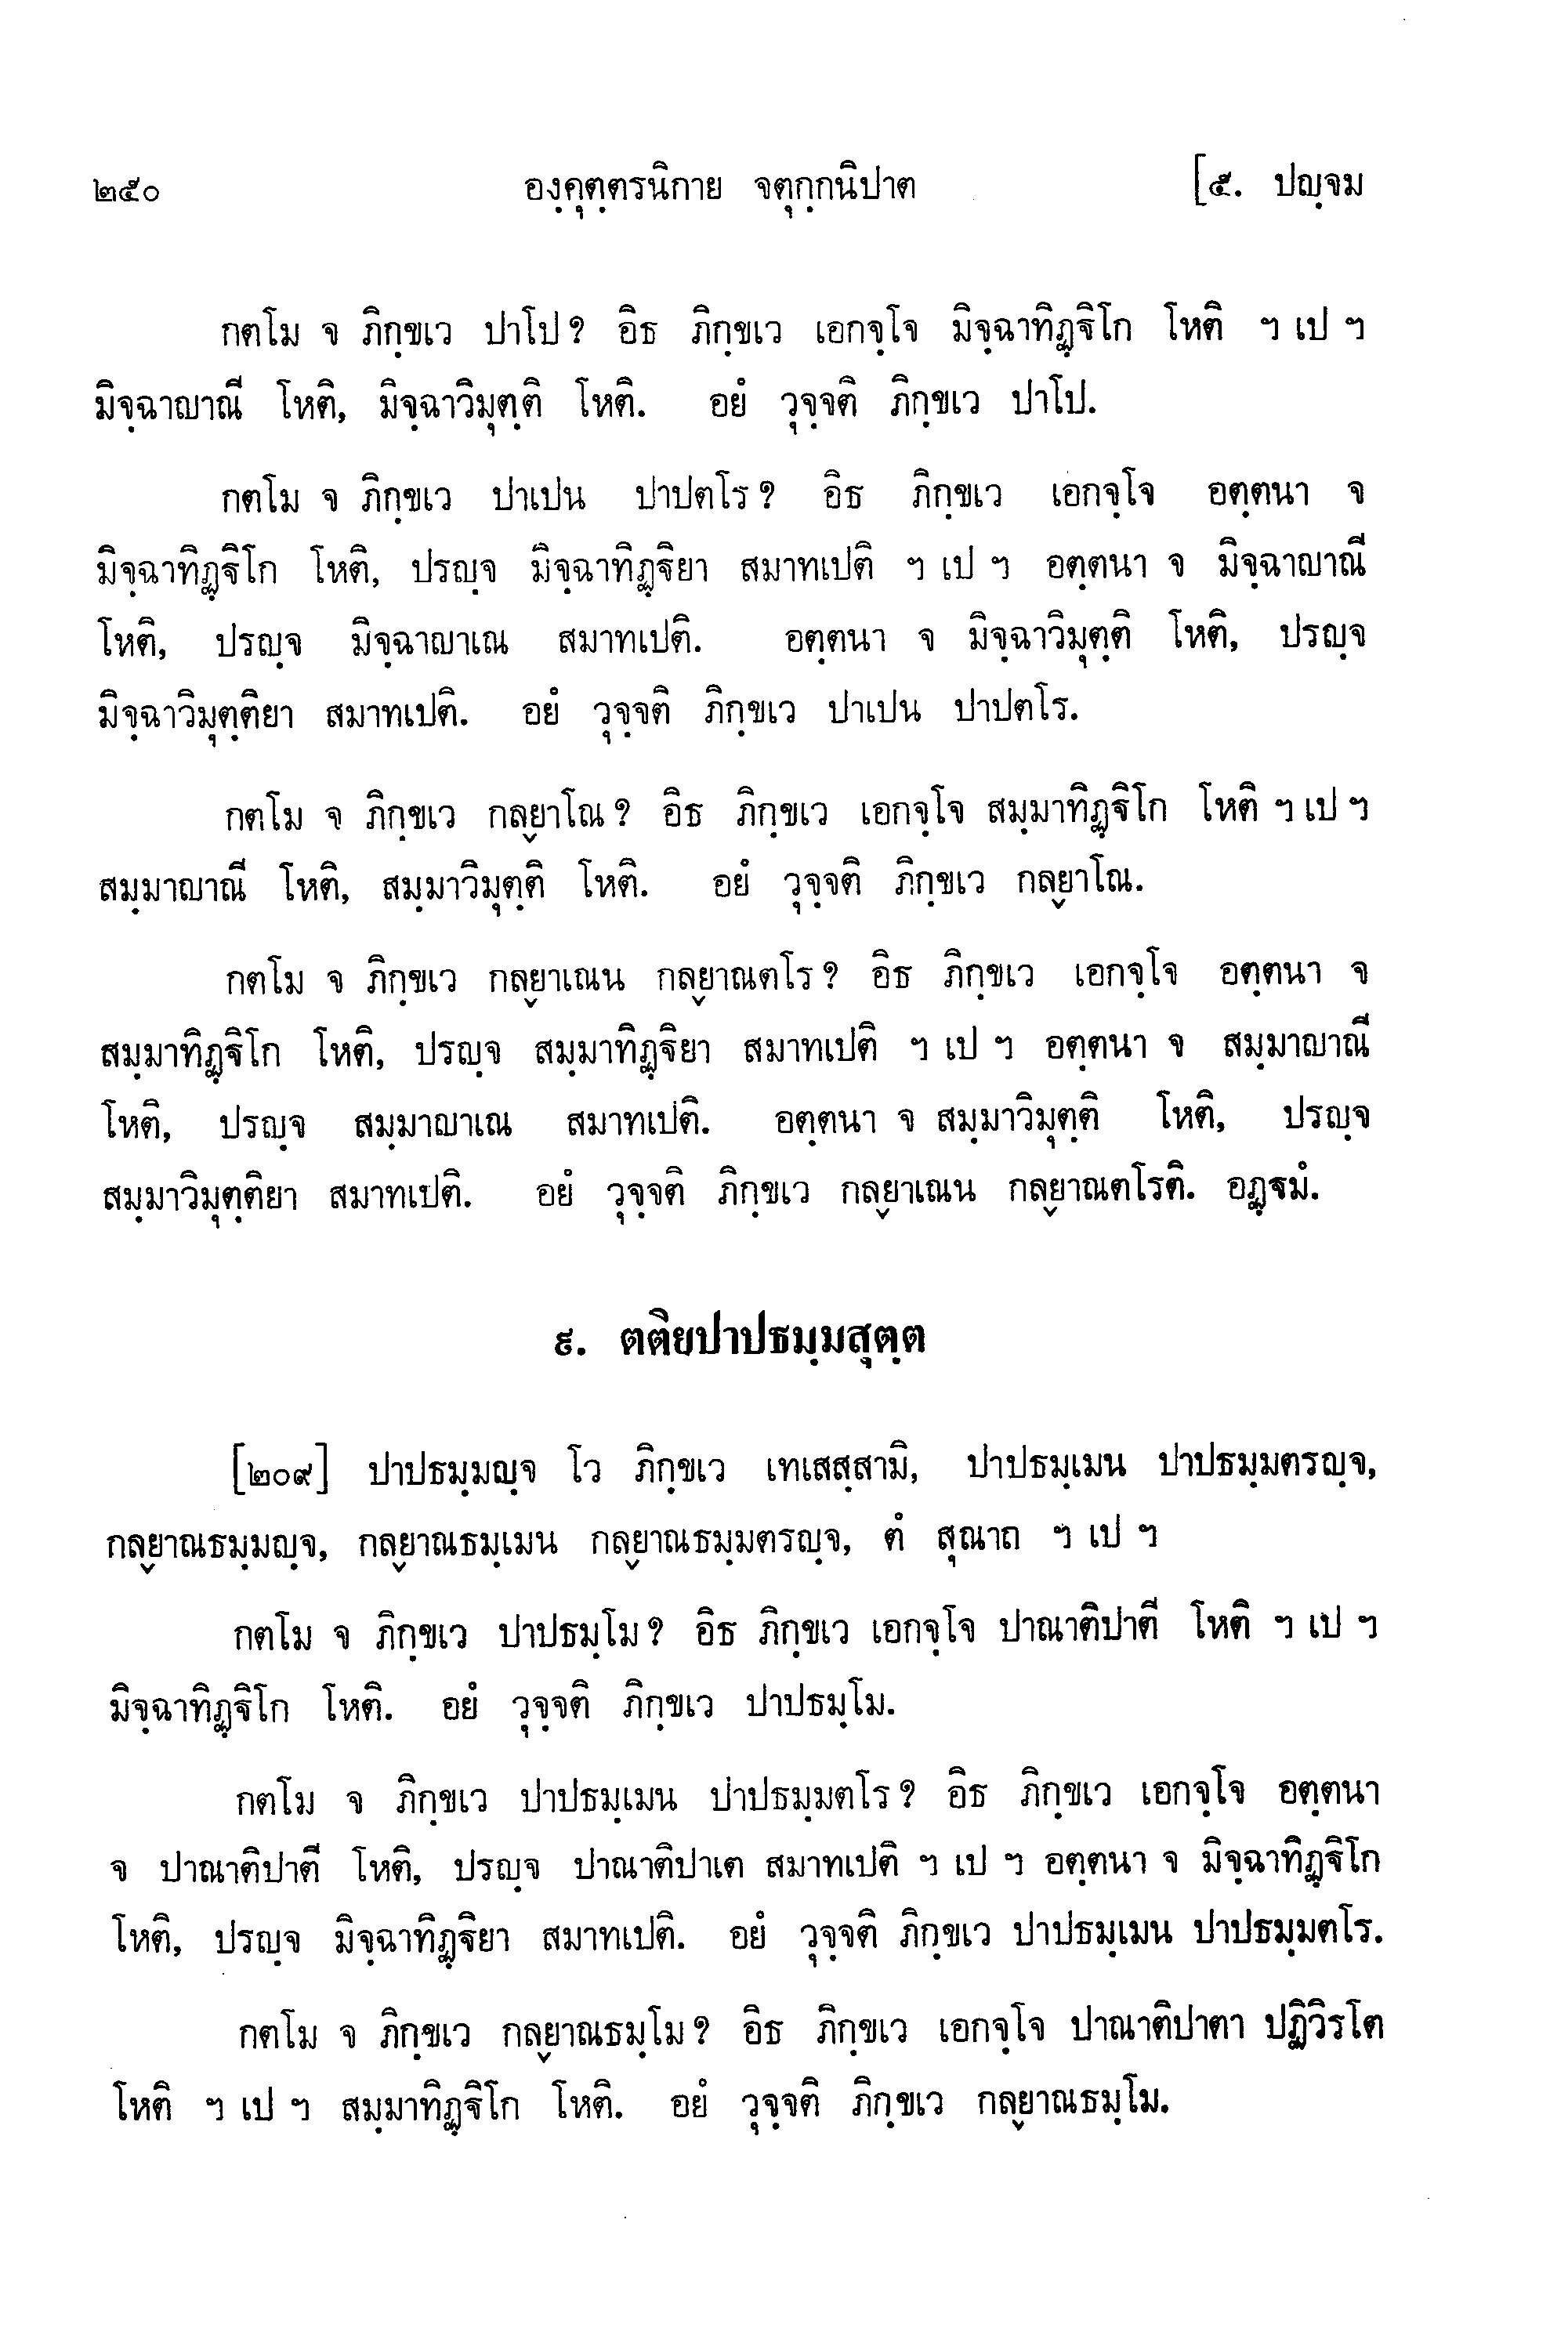 ๒๕๐ องฺคุตฺตรนิกาย จตุกฺกนิปาต [๕. ปญฺจม
กตโม จ ภิกฺขเว ปาโป? อิธ ภิกฺขเว เอกจฺโจ มิจฺฉาทิฏฺฐิโก โหติ ฯ เป ฯ
มิจฺฉาญาณี โหติ, มิจฺฉาวิมุตฺติ โหติ. อยํ วุจฺจติ ภิกฺขเว ปาโป.
กตโม จ ภิกฺขเว ปาเปน ปาปตโร? อิธ ภิกฺขเว เอกจฺโจ อตฺตนา จ
มิจฺฉาทิฏฺฐิโก โหติ, ปรญฺจ มิจฺฉาทิฏฺฐิยา สมาทเปติ ฯ เป ฯ อตฺตนา จ มิจฺฉาญาณี
โหติ, ปรญฺจ มิจฺฉาญาเณ สมาทเปติ. อตฺตนา จ มิจฺฉาวิมุตฺติ โหติ, ปรญฺจ
มิจฺฉาวิมุตฺติยา สมาทเปติ. อยํ วุจฺจติ ภิกฺขเว ปาเปน ปาปตโร.
กตโม จ ภิกฺขเว กลฺยาโณ? อิธ ภิกฺขเว เอกจฺโจ สมฺมาทิฏฺฐิโก โหติ ฯ เป ฯ
สมฺมาญาณี โหติ, สมฺมาวิมุตฺติ โหติ. อยํ วุจฺจติ ภิกฺขเว กลฺยาโณ.
กตโม จ ภิกฺขเว กลฺยาเณน กลฺยาณตโร? อิธ ภิกฺขเว เอกจฺโจ อตฺตนา จ
สมฺมาทิฏฺฐิโก โหติ, ปรญฺจ สมฺมาทิฏฺฐิยา สมาทเปติ ฯ เป ฯ อตฺตนา จ สมฺมาญาณี
โหติ, ปรญฺจ สมฺมาญาเณ สมาทเปติ. อตฺตนา จ สมฺมาวิมุตฺติ โหติ, ปรญฺจ
สมฺมาวิมุตฺติยา สมาทเปติ. อยํ วุจฺจติ ภิกฺขเว กลฺยาเณน กลฺยาณตโรติ. อฏฺฐมํ.
๙. ตติยปาปธมฺมสุตฺต
[๒๐๙] ปาปธมฺมญฺจ โว ภิกฺขเว เทเสสฺสามิ, ปาปธมฺเมน ปาปธมฺมตรญฺจ,
กลฺยาณธมฺมญฺจ, กลฺยาณธมฺเมน กลฺยาณธมฺมตรญฺจ, ตํ สุณาถ ฯ เป ฯ
กตโม จ ภิกฺขเว ปาปธมฺโม? อิธ ภิกฺขเว เอกจฺโจ ปาณาติปาตี โหติ ฯ เป ฯ
มิจฺฉาทิฏฺฐิโก โหติ. อยํ วุจฺจติ ภิกฺขเว ปาปธมฺโม.
กตโม จ ภิกฺขเว ปาปธมฺเมน ปาปธมฺมตโร? อิธ ภิกฺขเว เอกจฺโจ อตฺตนา
จ ปาณาติปาตี โหติ, ปรญฺจ ปาณาติปาเต สมาทเปติ ฯ เป ฯ อตฺตนา จ มิจฺฉาทิฏฺฐิโก
โหติ, ปรญฺจ มิจฺฉาทิฏฺฐิยา สมาทเปติ. อยํ วุจฺจติ ภิกฺขเว ปาปธมฺเมน ปาปธมฺมตโร.
กตโม จ ภิกฺขเว กลฺยาณธมฺโม? อิธ ภิกฺขเว เอกจฺโจ ปาณาติปาตา ปฏิวิรโต
โหติ ฯ เป ฯ สมฺมาทิฏฺฐิโก โหติ. อยํ วุจฺจติ ภิกฺขเว กลฺยาณธมฺโม.